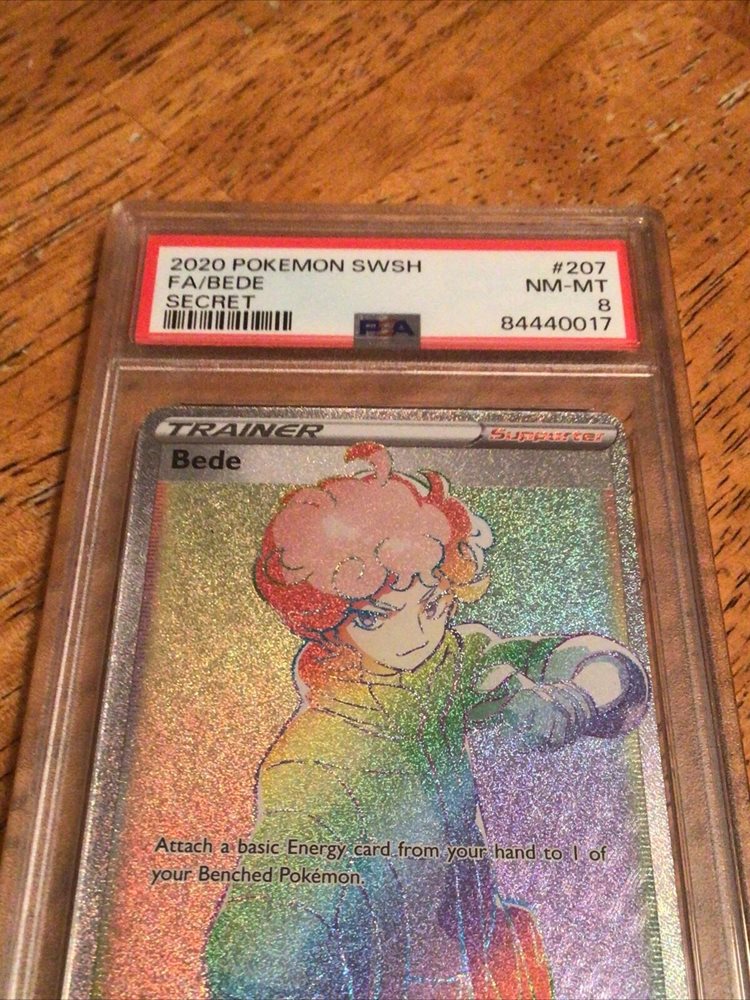 2020 POKEMON SWSH #207
FA/BEDE NM-MT
SECRET 8
PSA 84440017
TRAINER Supporter
Bede
Attach a basic Energy card from your hand to 1 of
your Benched Pokémon.